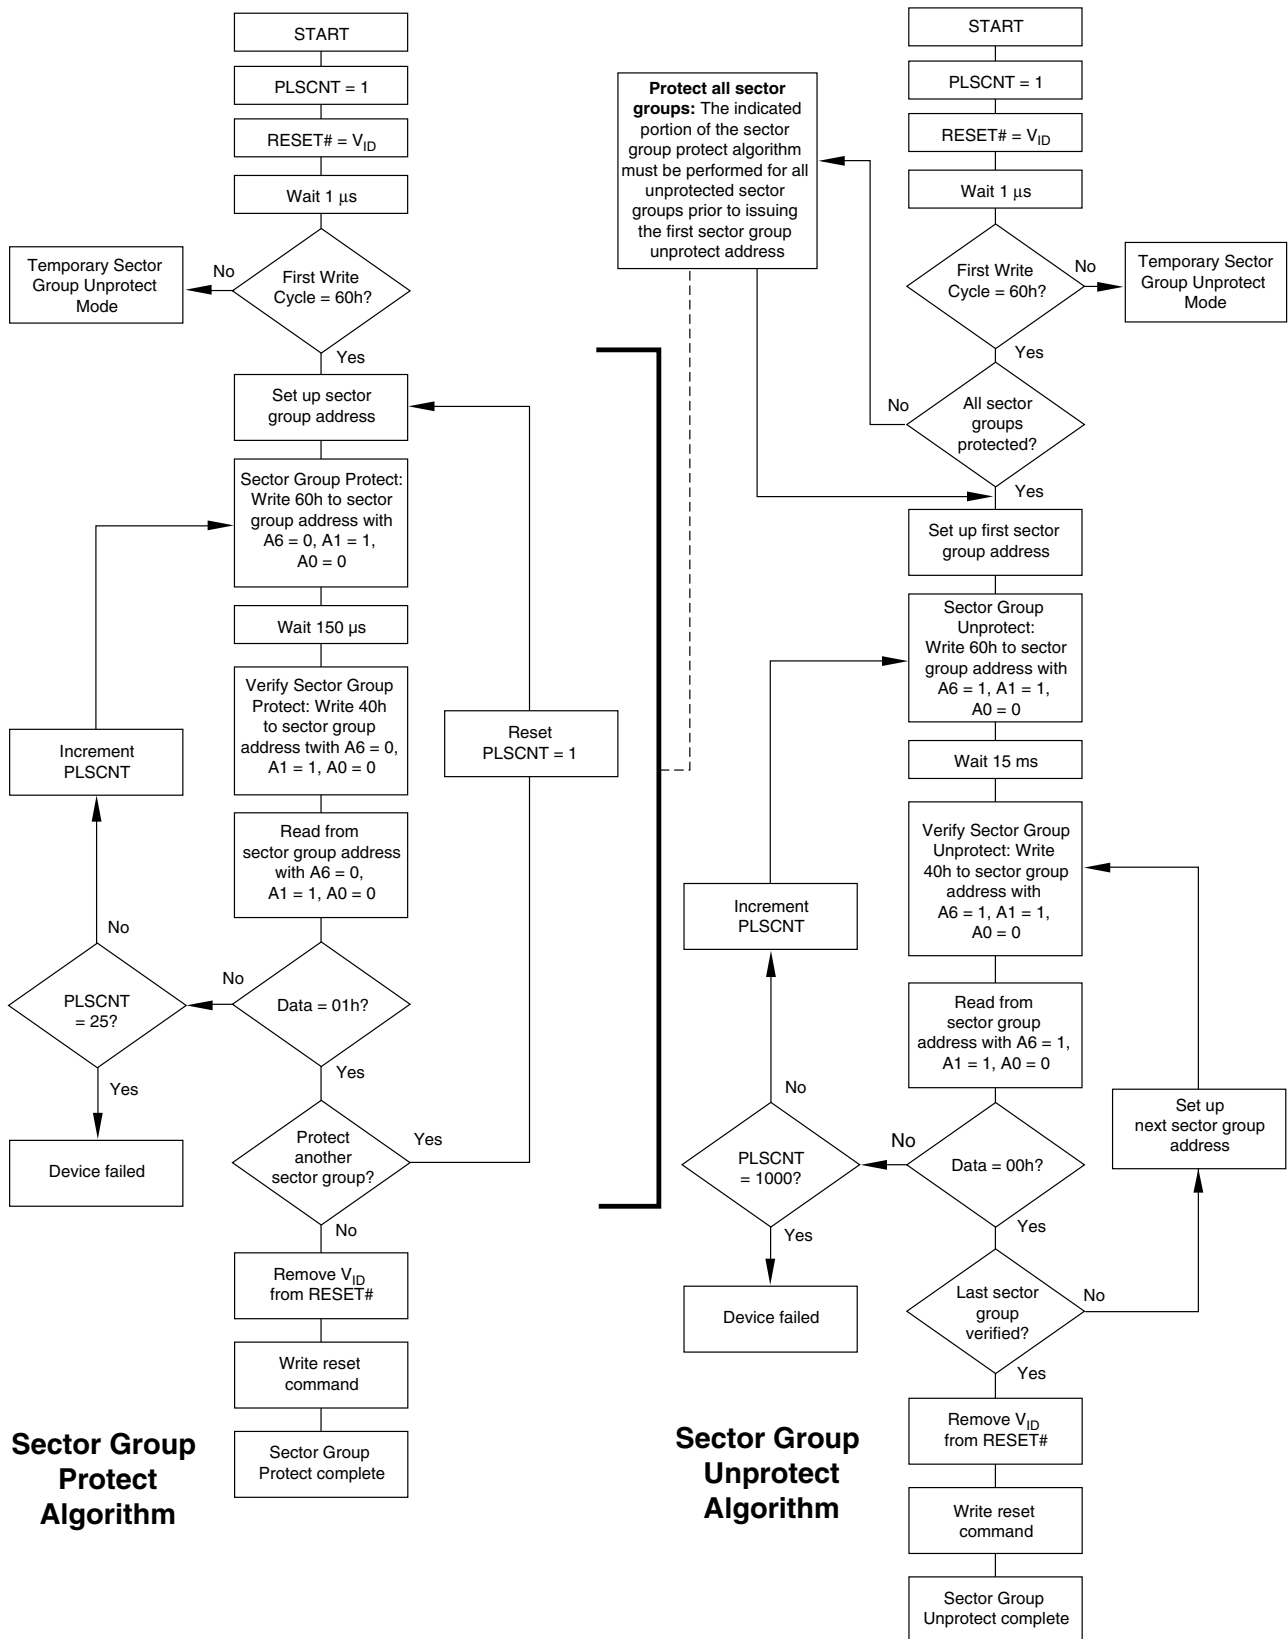 START
PLSCNT = 1
RESET# = VID
Wait 1 μs
First Write
Cycle = 60h?
No
Temporary Sector
Group Unprotect
Mode
Yes
Set up sector
group address
Sector Group Protect:
Write 60h to sector
group address with
A6 = 0, A1 = 1,
A0 = 0
Wait 150 μs
Verify Sector Group
Protect: Write 40h
to sector group
address twith A6 = 0,
A1 = 1, A0 = 0
Reset
PLSCNT = 1
Increment
PLSCNT
Read from
sector group address
with A6 = 0,
A1 = 1, A0 = 0
No
No
PLSCNT
= 25?
Data = 01h?
Yes
Yes
Device failed
Protect
another
sector group?
Yes
No
Remove VID
from RESET#
Write reset
command
Sector Group
Protect complete
Sector Group
Protect
Algorithm
Protect all sector
groups: The indicated
portion of the sector
group protect algorithm
must be performed for all
unprotected sector
groups prior to issuing
the first sector group
unprotect address
START
PLSCNT = 1
RESET# = VID
Wait 1 μs
First Write
Cycle = 60h?
No
Temporary Sector
Group Unprotect
Mode
Yes
No
All sector
groups
protected?
Yes
Set up first sector
group address
Sector Group
Unprotect:
Write 60h to sector
group address with
A6 = 1, A1 = 1,
A0 = 0
Wait 15 ms
Verify Sector Group
Unprotect: Write
40h to sector group
address with
A6 = 1, A1 = 1,
A0 = 0
Increment
PLSCNT
Read from
sector group
address with A6 = 1,
A1 = 1, A0 = 0
No
Set up
next sector group
address
No
PLSCNT
= 1000?
Data = 00h?
Yes
Yes
Device failed
Last sector
group
verified?
No
Yes
Remove VID
from RESET#
Write reset
command
Sector Group
Unprotect complete
Sector Group
Unprotect
Algorithm